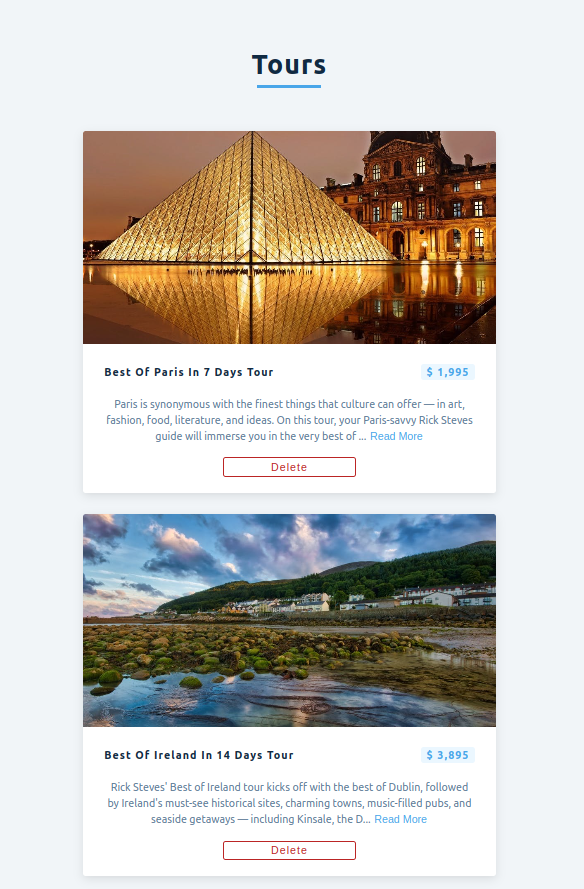 Tours
Best Of Paris In 7 Days Tour
$ 1,995
Paris is synonymous with the finest things that culture can offer — in art,
fashion, food, literature, and ideas. On this tour, your Paris-savvy Rick Steves
guide will immerse you in the very best of ... Read More
Delete
Best Of Ireland In 14 Days Tour
$ 3,895
Rick Steves' Best of Ireland tour kicks off with the best of Dublin, followed
by Ireland's must-see historical sites, charming towns, music-filled pubs, and
seaside getaways — including Kinsale, the D... Read More
Delete